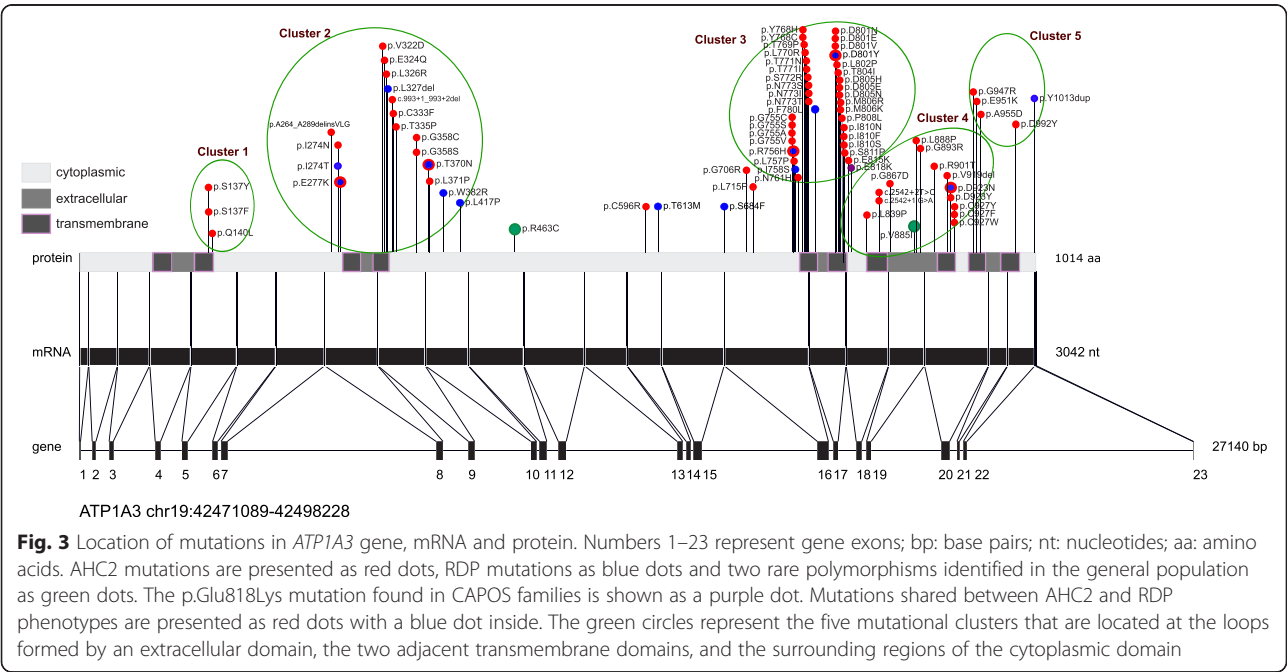 Cluster 2
p.V322D
p.E324Q
p.L326R
p.L327del
c.993+1_993+2del
p.C333F
p.T335P
p.A264_A289delinsVLG
p.I274N
p.G358C
p.G358S
p.I274T
p.T370N
p.E277K
p.L371P
p.W382R
p.L417P
Cluster 1
p.S137Y
p.S137F
p.Q140L
cytoplasmic
extracellular
transmembrane
p.R463C
p.C596R
p.T613M
p.S684F
p.G706R
p.L715P
Cluster 3
p.Y768H
p.Y768C
p.T769P
p.L770R
p.T771N
p.T771I
p.S772R
p.N773S
p.N773I
p.N773T
p.F780L
p.G755C
p.G755S
p.G755A
p.G755V
p.R756H
p.L757P
p.I758S
p.N761H
p.D801N
p.D801E
p.D801V
p.D801Y
p.L802P
p.T804I
p.D805H
p.D805E
p.D805N
p.M806R
p.M806K
p.P808L
p.I810N
p.I810F
p.I810S
p.S811P
p.E815K
p.E818K
Cluster 4
p.L888P
p.G893R
p.R901T
p.G867D
p.V919del
c.2542+2T>C
c.2542+1G>A
p.D923N
p.D923Y
p.C927Y
p.C927F
p.C927W
p.L839P
p.V885I
Cluster 5
p.G947R
p.E951K
p.A955D
p.D992Y
p.Y1013dup
protein 1014 aa
mRNA 3042 nt
gene 27140 bp
1 2 3 4 5 6 7 8 9 10 11 12 13 14 15 16 17 18 19 20 21 22 23
ATP1A3 chr19:42471089-42498228
Fig. 3 Location of mutations in ATP1A3 gene, mRNA and protein. Numbers 1–23 represent gene exons; bp: base pairs; nt: nucleotides; aa: amino
acids. AHC2 mutations are presented as red dots, RDP mutations as blue dots and two rare polymorphisms identified in the general population
as green dots. The p.Glu818Lys mutation found in CAPOS families is shown as a purple dot. Mutations shared between AHC2 and RDP
phenotypes are presented as red dots with a blue dot inside. The green circles represent the five mutational clusters that are located at the loops
formed by an extracellular domain, the two adjacent transmembrane domains, and the surrounding regions of the cytoplasmic domain